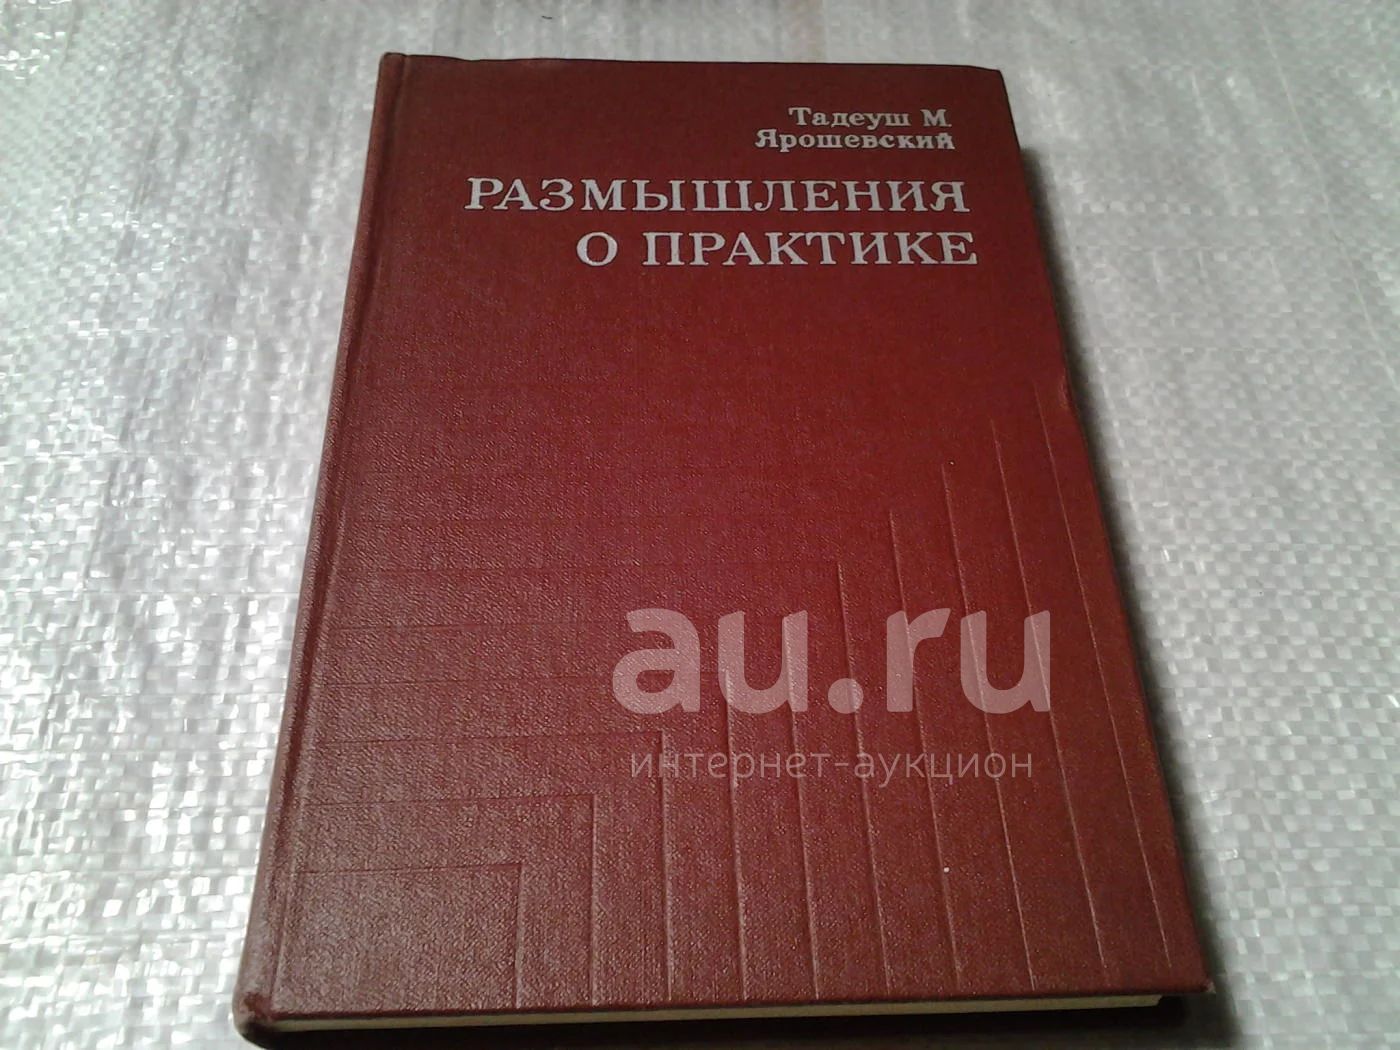 Тадеуш М.
Ярошевский
РАЗМЫШЛЕНИЯ
О ПРАКТИКЕ
au.ru
интернет-аукцион